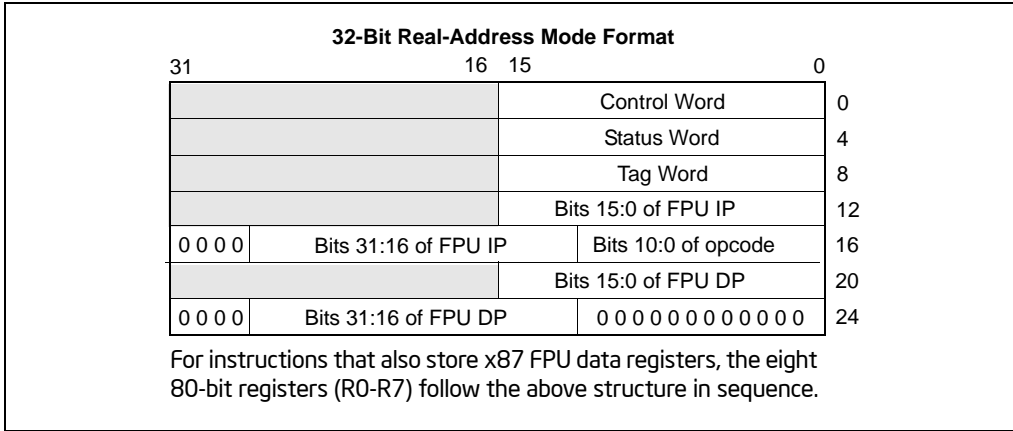 32-Bit Real-Address Mode Format
31 16 15 0
Control Word 0
Status Word 4
Tag Word 8
Bits 15:0 of FPU IP 12
0 0 0 0 Bits 31:16 of FPU IP Bits 10:0 of opcode 16
Bits 15:0 of FPU DP 20
0 0 0 0 Bits 31:16 of FPU DP 0 0 0 0 0 0 0 0 0 0 0 0 24
For instructions that also store x87 FPU data registers, the eight
80-bit registers (R0-R7) follow the above structure in sequence.